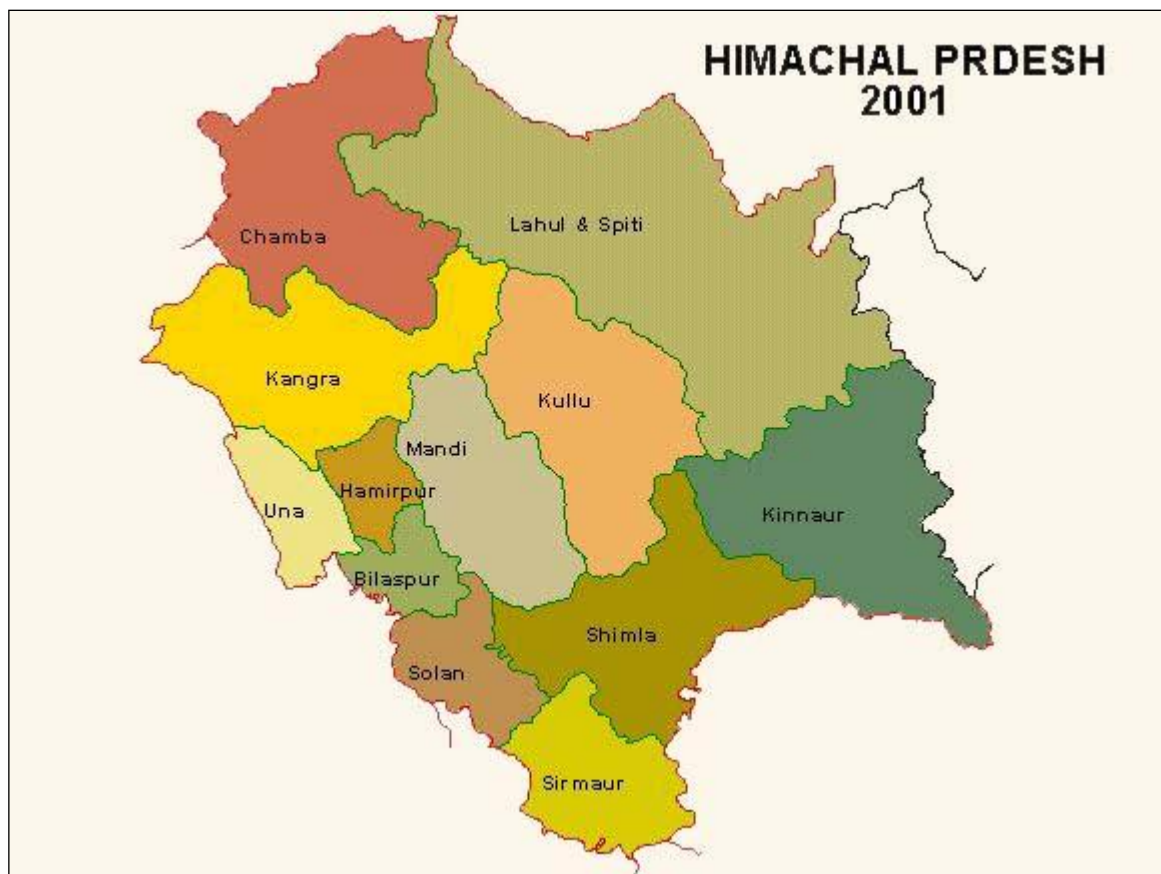 HIMACHAL PRDESH
2001
Lahul & Spiti
Chamba
Kangra
Kullu
Mandi
Hamirpur
Una
Kinnaur
Bilaspur
Shimla
Solan
Sirmaur